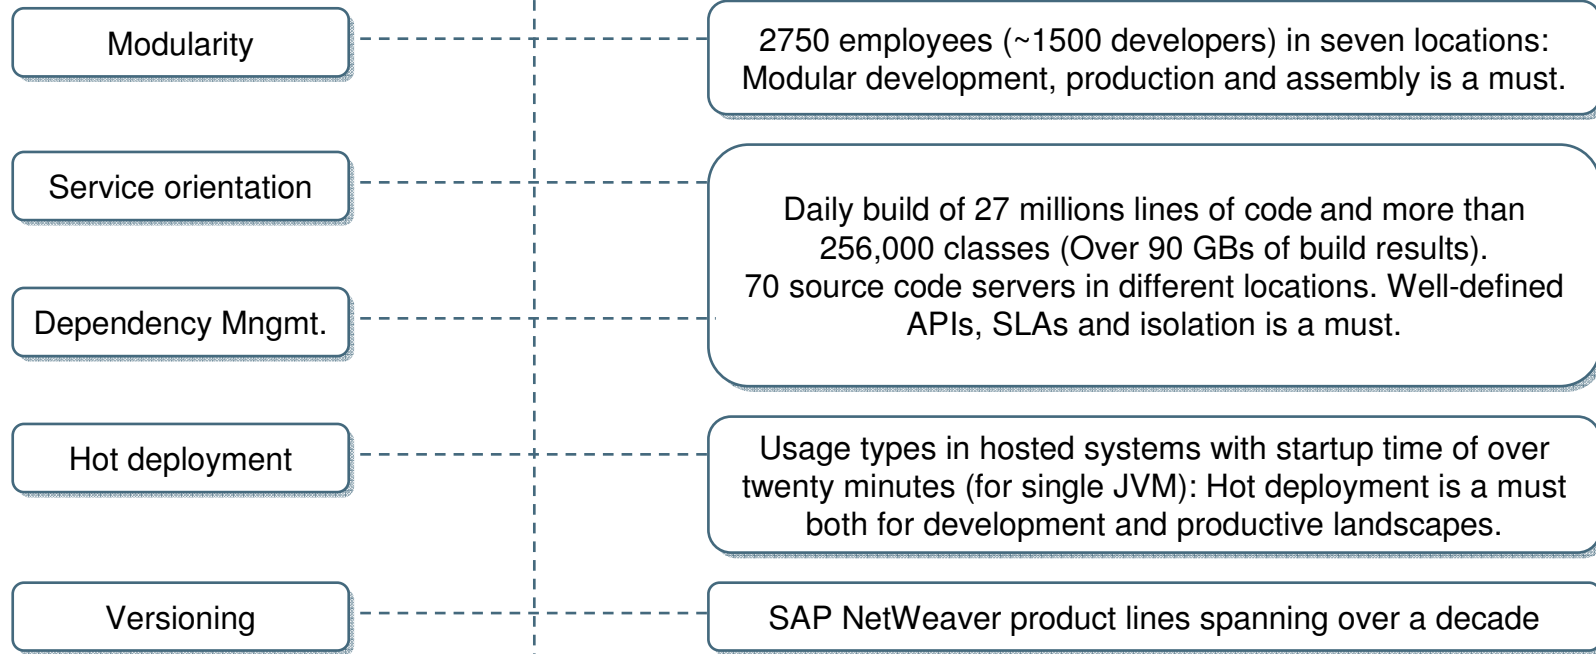 Modularity
2750 employees (~1500 developers) in seven locations:
Modular development, production and assembly is a must.
Service orientation
Dependency Mngmt.
Daily build of 27 millions lines of code and more than
256,000 classes (Over 90 GBs of build results).
70 source code servers in different locations. Well-defined
APIs, SLAs and isolation is a must.
Hot deployment
Usage types in hosted systems with startup time of over
twenty minutes (for single JVM): Hot deployment is a must
both for development and productive landscapes.
Versioning
SAP NetWeaver product lines spanning over a decade